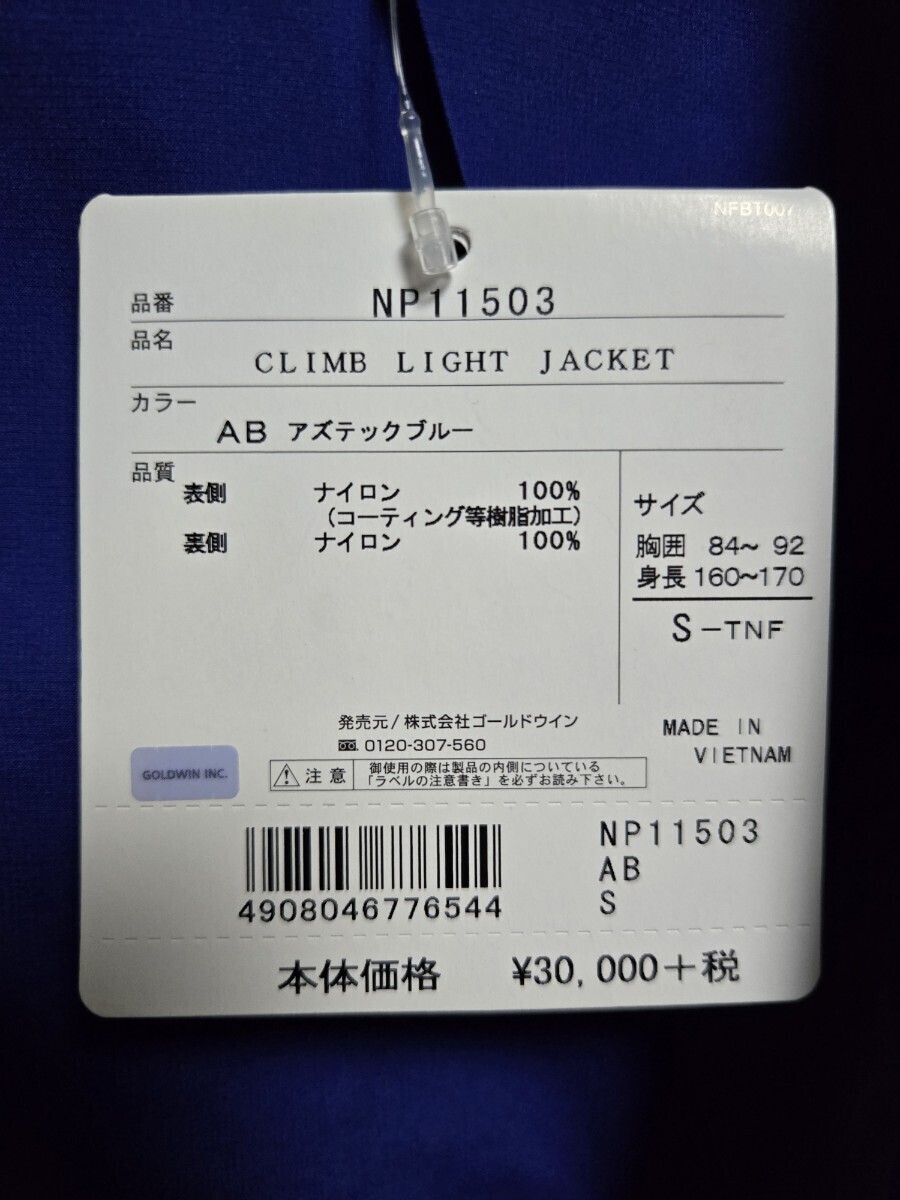 NFBT007
品番 NP11503
品名
CLIMB LIGHT JACKET
カラー
AB アズテックブルー
品質
表側 ナイロン 100%
(コーティング等樹脂加工)
裏側 ナイロン 100%
サイズ
胸囲 84~ 92
身長 160~170
S-TNF
発売元/株式会社ゴールドウイン
0120-307-560
MADE IN
VIETNAM
GOLDWIN INC.
注意
御使用の際は製品の内側についている
「ラベルの注意書き」を必ずお読み下さい。
4908046776544
NP11503
AB
S
本体価格 ¥30,000+税